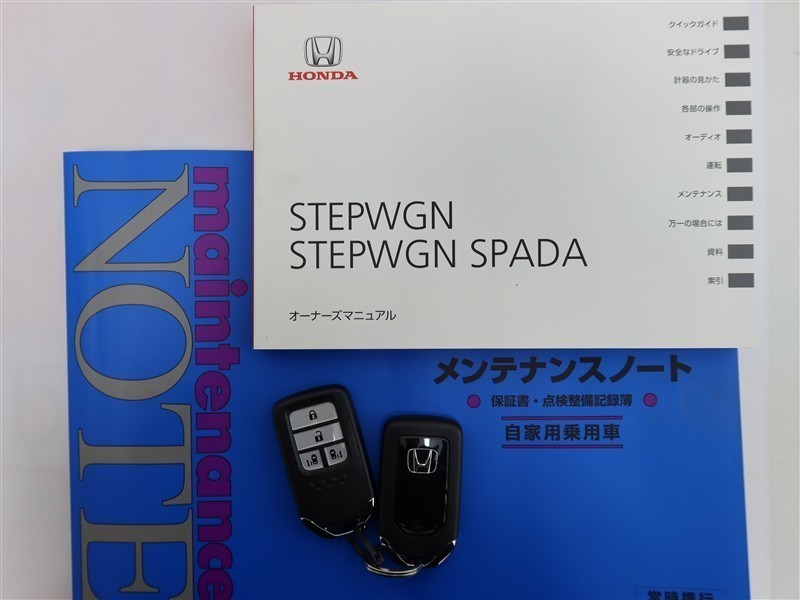 HONDA
クイックガイド
安全なドライブ
計器の見かた
各部の操作
オーディオ
運転
メンテナンス
万一の場合には
資料
索引
STEPWGN
STEPWGN SPADA
オーナーズマニュアル
maintenance
NOTE
メンテナンスノート
保証書・点検整備記録簿
自家用乗用車
常時携行